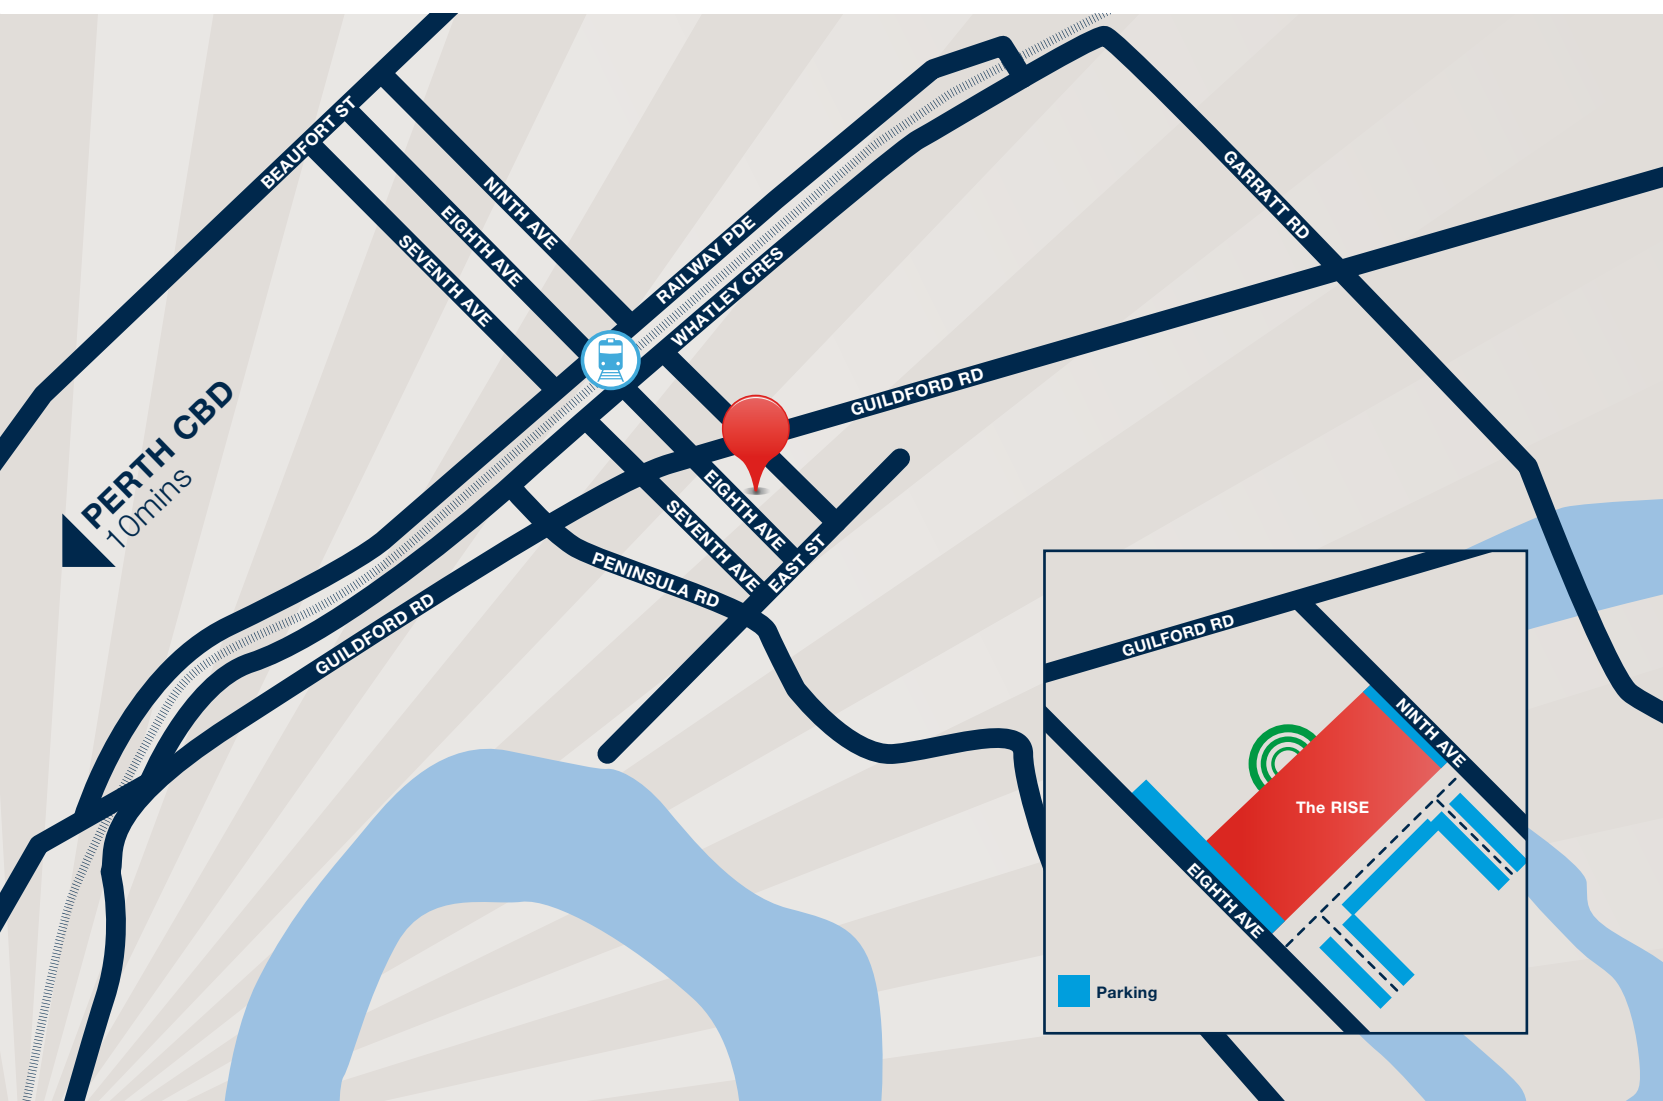 BEAUFORT ST
NINTH AVE
EIGHTH AVE
SEVENTH AVE
RAILWAY PDE
WHATLEY CRES
GARRATT RD
GUILDFORD RD
PERTH CBD
10mins
EIGHTH AVE
SEVENTH AVE
EAST ST
PENINSULA RD
GUILDFORD RD
GUILFORD RD
NINTH AVE
The RISE
EIGHTH AVE
Parking